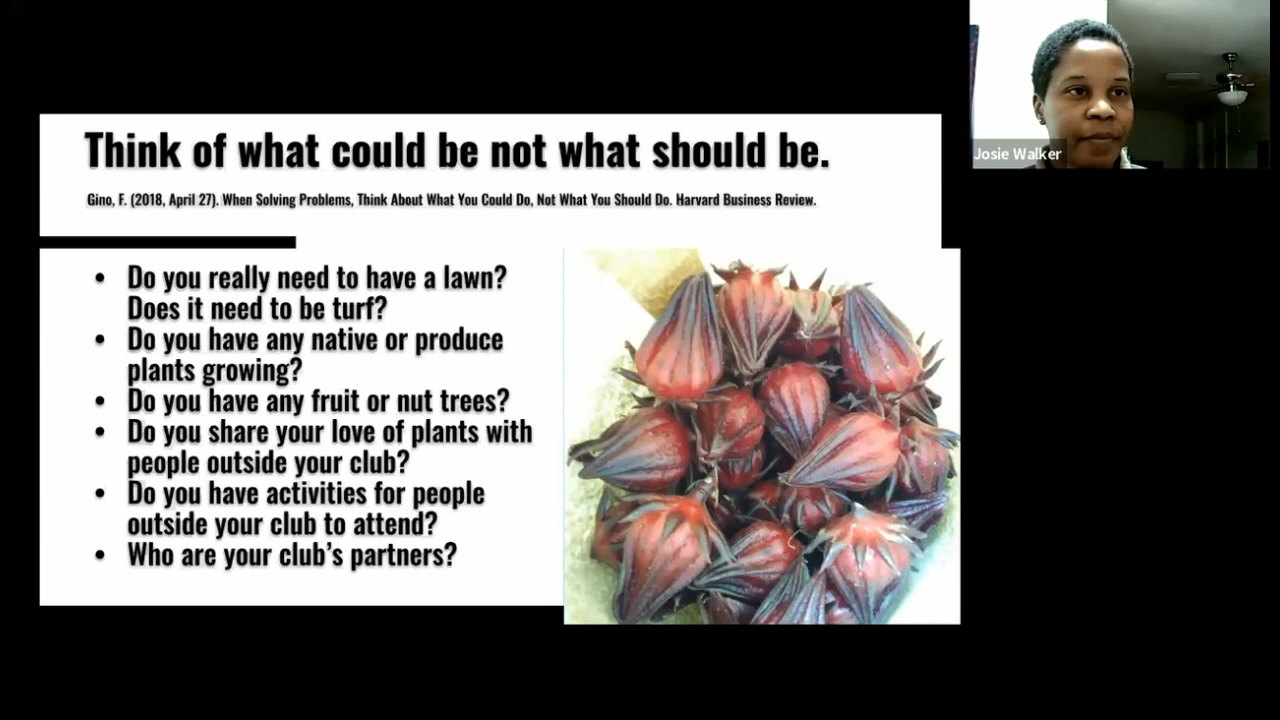 Think of what could be not what should be.
Gino, F. (2018, April 27). When Solving Problems, Think About What You Could Do, Not What You Should Do. Harvard Business Review.
• Do you really need to have a lawn?
Does it need to be turf?
• Do you have any native or produce
plants growing?
• Do you have any fruit or nut trees?
• Do you share your love of plants with
people outside your club?
• Do you have activities for people
outside your club to attend?
• Who are your club’s partners?
Josie Walker